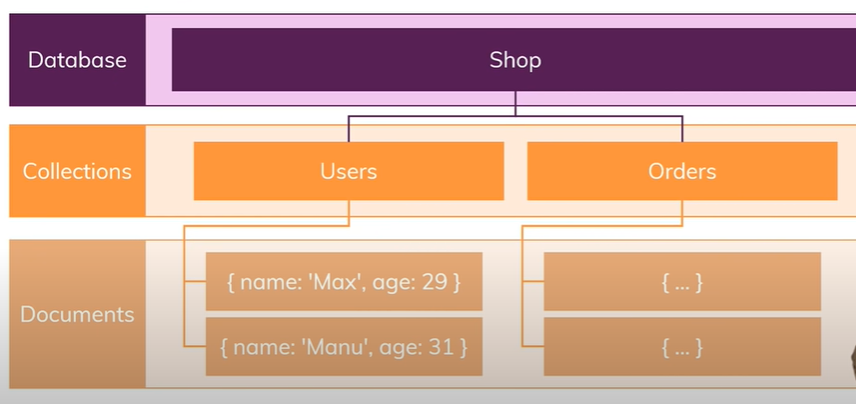 Database
Shop
Collections
Users
Orders
Documents
{ name: 'Max', age: 29 }
{ ... }
{ name: 'Manu', age: 31 }
{ ... }